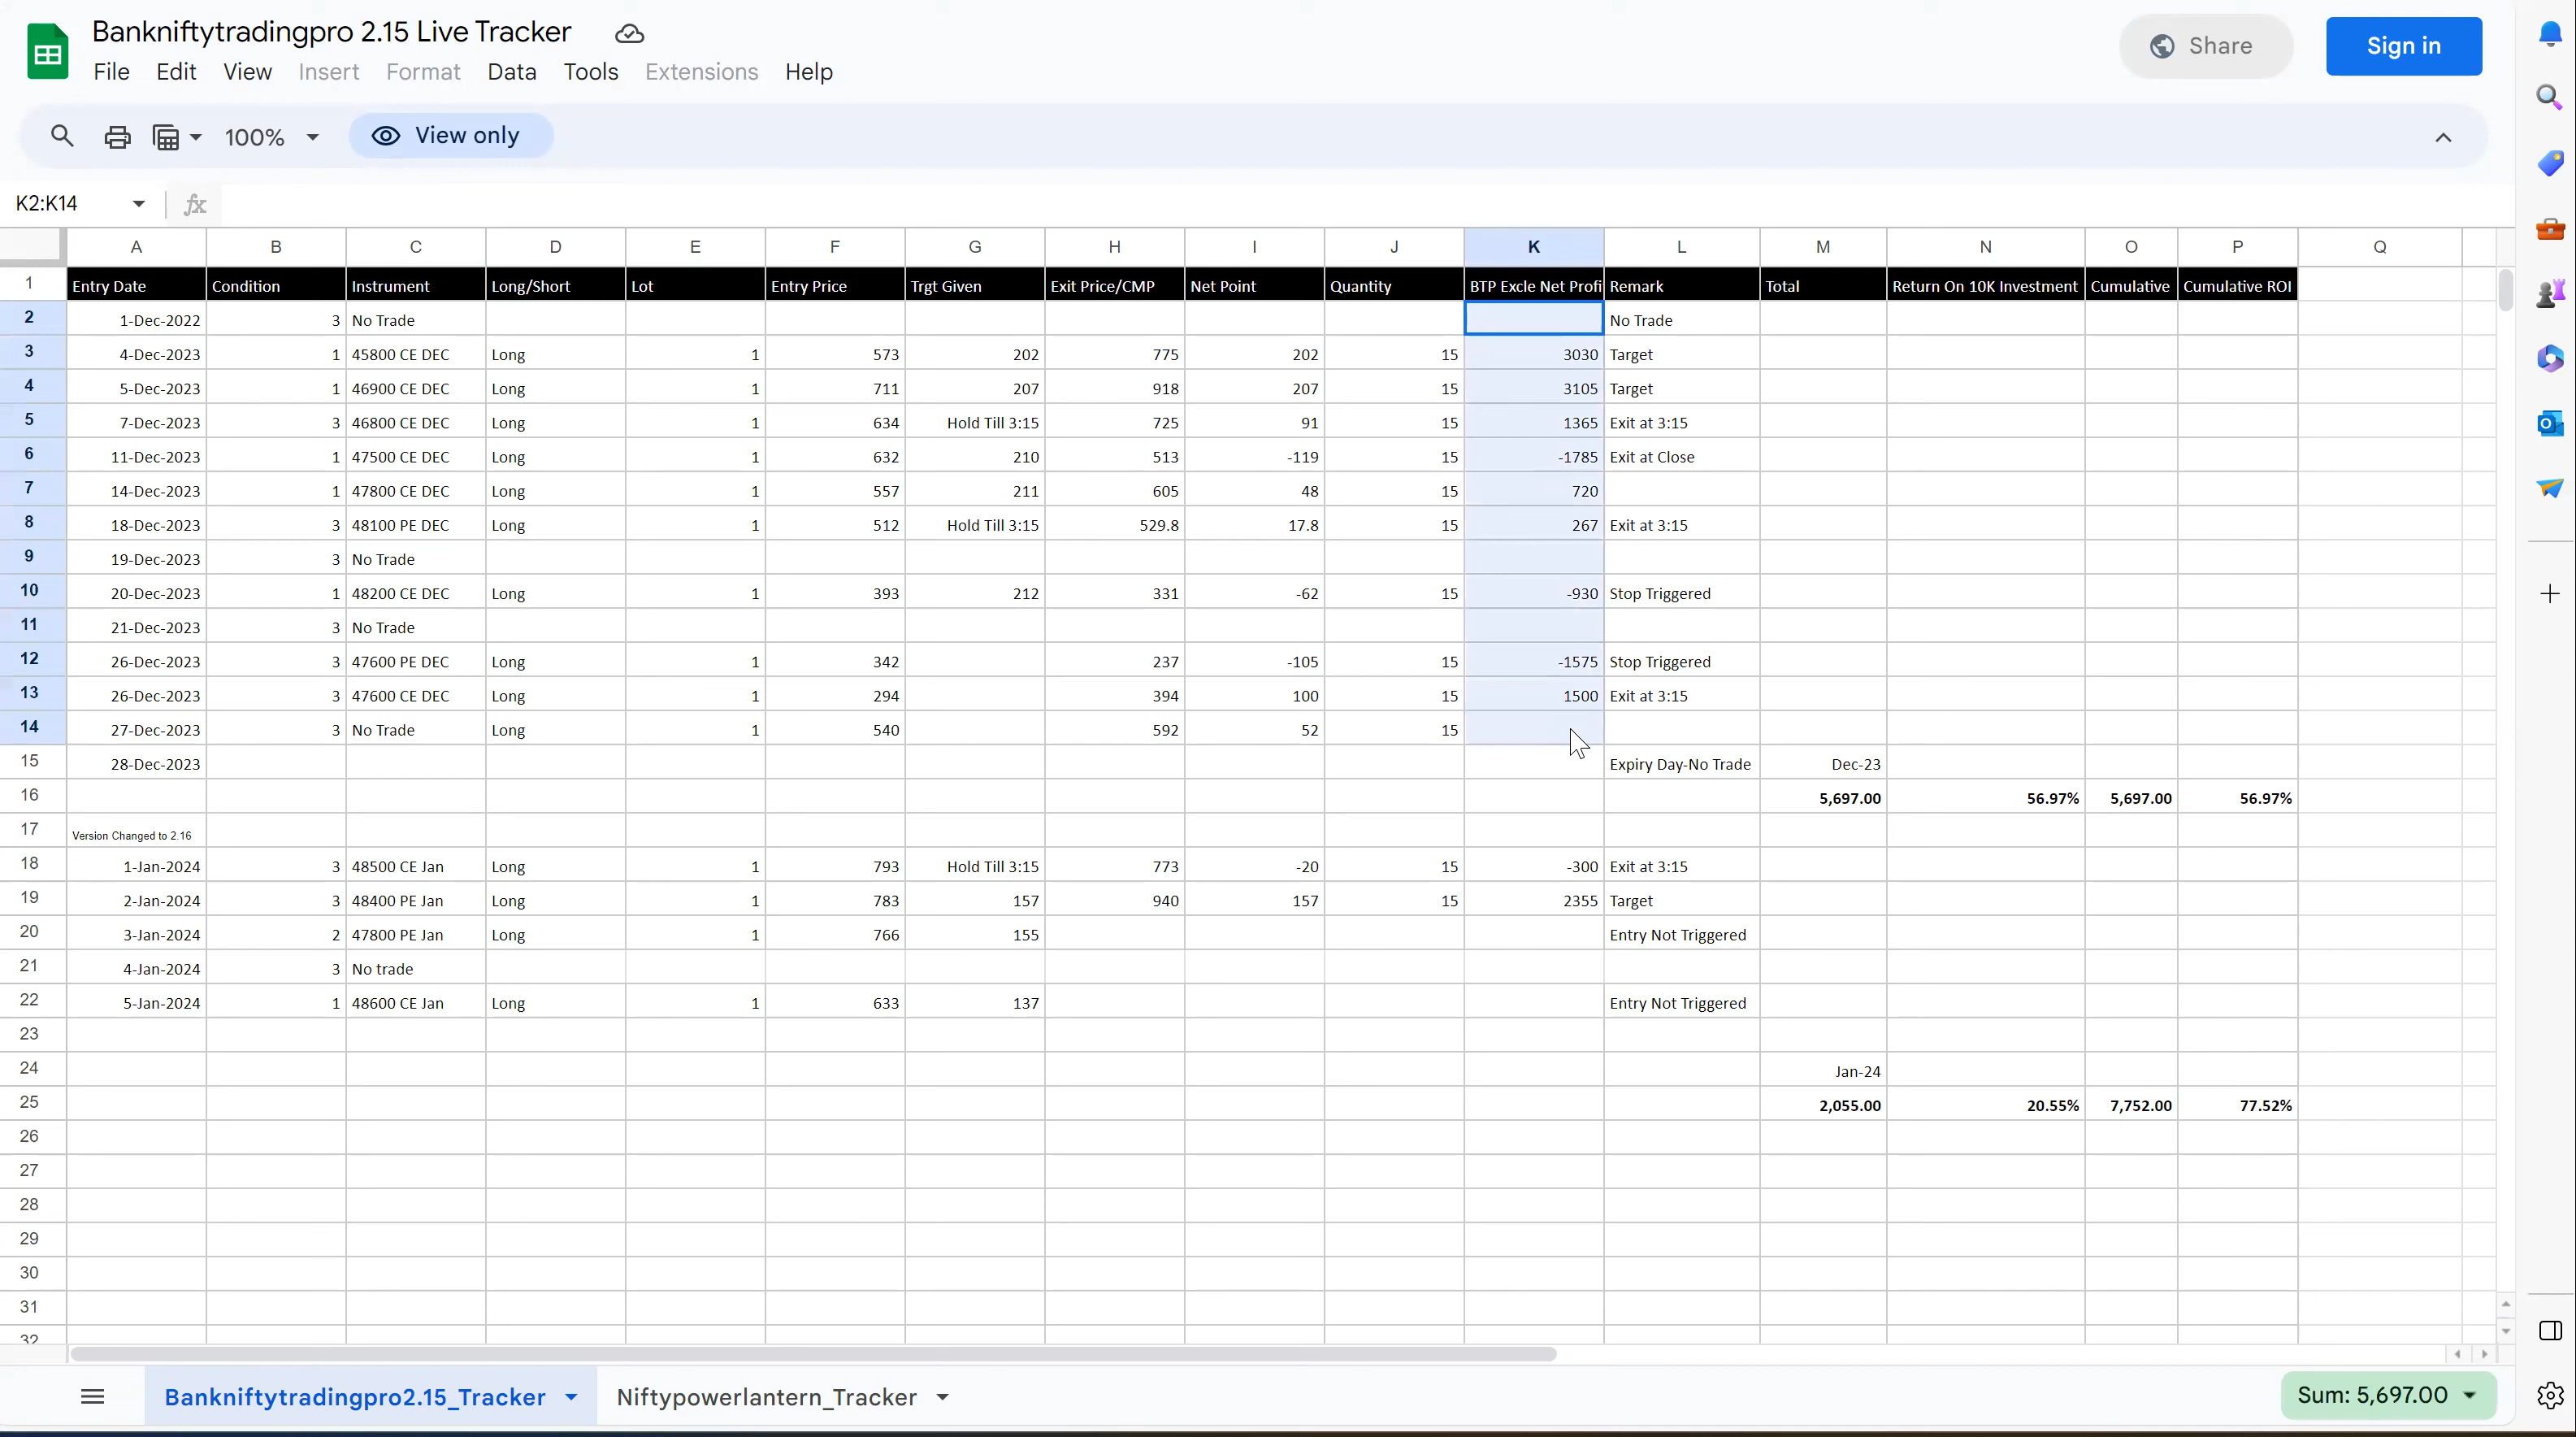 Bankniftytradingpro 2.15 Live Tracker
File Edit View Insert Format Data Tools Extensions Help
Share
Sign in
100%
View only
K2:K14
fx
A B C D E F G H I J K L M N O P Q
1 Entry Date Condition Instrument Long/Short Lot Entry Price Trgt Given Exit Price/CMP Net Point Quantity BTP Excle Net Profi Remark Total Return On 10K Investment Cumulative Cumulative ROI
2 1-Dec-2022 3 No Trade No Trade
3 4-Dec-2023 1 45800 CE DEC Long 1 573 202 775 202 15 3030 Target
4 5-Dec-2023 1 46900 CE DEC Long 1 711 207 918 207 15 3105 Target
5 7-Dec-2023 3 46800 CE DEC Long 1 634 Hold Till 3:15 725 91 15 1365 Exit at 3:15
6 11-Dec-2023 1 47500 CE DEC Long 1 632 210 513 -119 15 -1785 Exit at Close
7 14-Dec-2023 1 47800 CE DEC Long 1 557 211 605 48 15 720
8 18-Dec-2023 3 48100 PE DEC Long 1 512 Hold Till 3:15 529.8 17.8 15 267 Exit at 3:15
9 19-Dec-2023 3 No Trade
10 20-Dec-2023 1 48200 CE DEC Long 1 393 212 331 -62 15 -930 Stop Triggered
11 21-Dec-2023 3 No Trade
12 26-Dec-2023 3 47600 PE DEC Long 1 342 237 -105 15 -1575 Stop Triggered
13 26-Dec-2023 3 47600 CE DEC Long 1 294 394 100 15 1500 Exit at 3:15
14 27-Dec-2023 3 No Trade Long 1 540 592 52 15
15 28-Dec-2023 Expiry Day-No Trade Dec-23
16 5,697.00 56.97% 5,697.00 56.97%
17 Version Changed to 2.16
18 1-Jan-2024 3 48500 CE Jan Long 1 793 Hold Till 3:15 773 -20 15 -300 Exit at 3:15
19 2-Jan-2024 3 48400 PE Jan Long 1 783 157 940 157 15 2355 Target
20 3-Jan-2024 2 47800 PE Jan Long 1 766 155 Entry Not Triggered
21 4-Jan-2024 3 No trade
22 5-Jan-2024 1 48600 CE Jan Long 1 633 137 Entry Not Triggered
23
24 Jan-24
25 2,055.00 20.55% 7,752.00 77.52%
26
27
28
29
30
31
32
Bankniftytradingpro2.15_Tracker Niftypowerlantern_Tracker Sum: 5,697.00